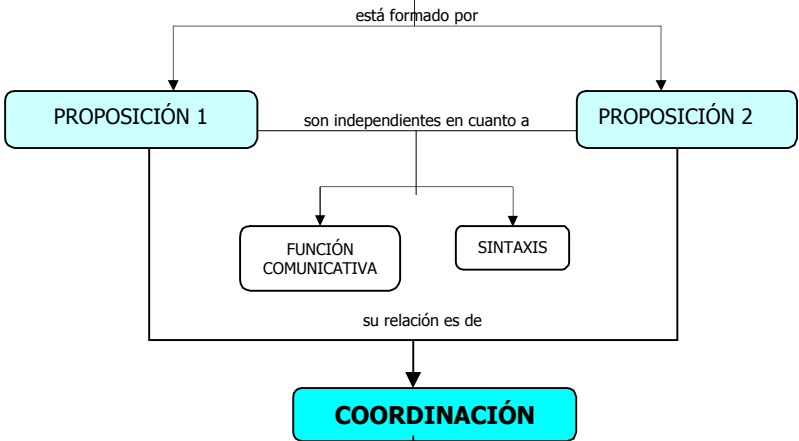 está formado por
PROPOSICIÓN 1
son independientes en cuanto a
PROPOSICIÓN 2
FUNCIÓN
COMUNICATIVA
SINTAXIS
su relación es de
COORDINACIÓN